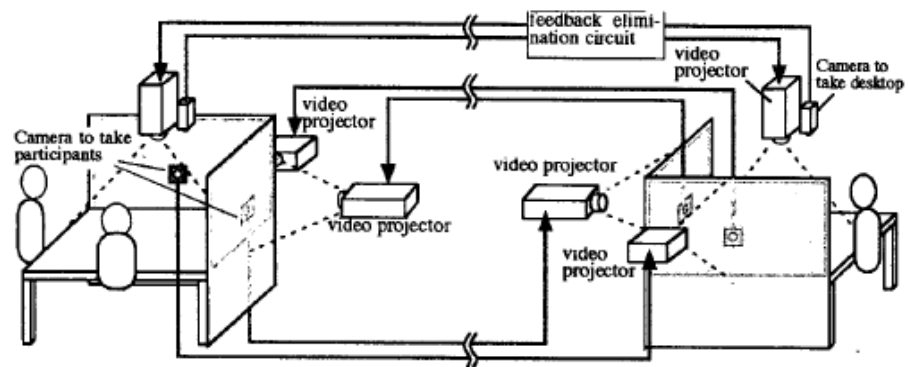 feedback elimi-
nation circuit
video
projector
Camera to
take desktop
video
projector
Camera to take
participants
video projector
video projector
video
projector